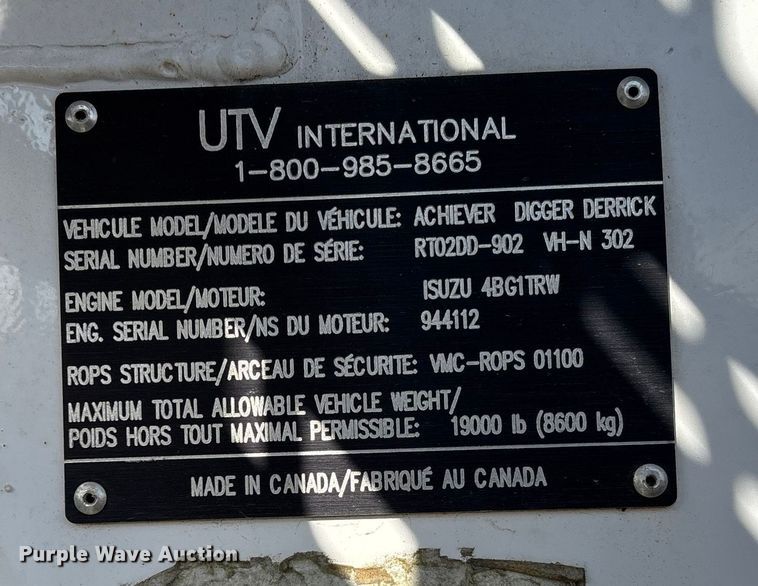 UTV INTERNATIONAL
1-800-985-8665
VEHICULE MODEL/MODELE DU VÉHICULE: ACHIEVER DIGGER DERRICK
SERIAL NUMBER/NUMERO DE SÉRIE: RT02DD-902 VH-N 302
ENGINE MODEL/MOTEUR: ISUZU 4BG1TRW
ENG. SERIAL NUMBER/NS DU MOTEUR: 944112
ROPS STRUCTURE/ARCEAU DE SÉCURITE: VMC-ROPS 01100
MAXIMUM TOTAL ALLOWABLE VEHICLE WEIGHT/
POIDS HORS TOUT MAXIMAL PERMISSIBLE: 19000 lb (8600 kg)
MADE IN CANADA/FABRIQUÉ AU CANADA
Purple Wave Auction